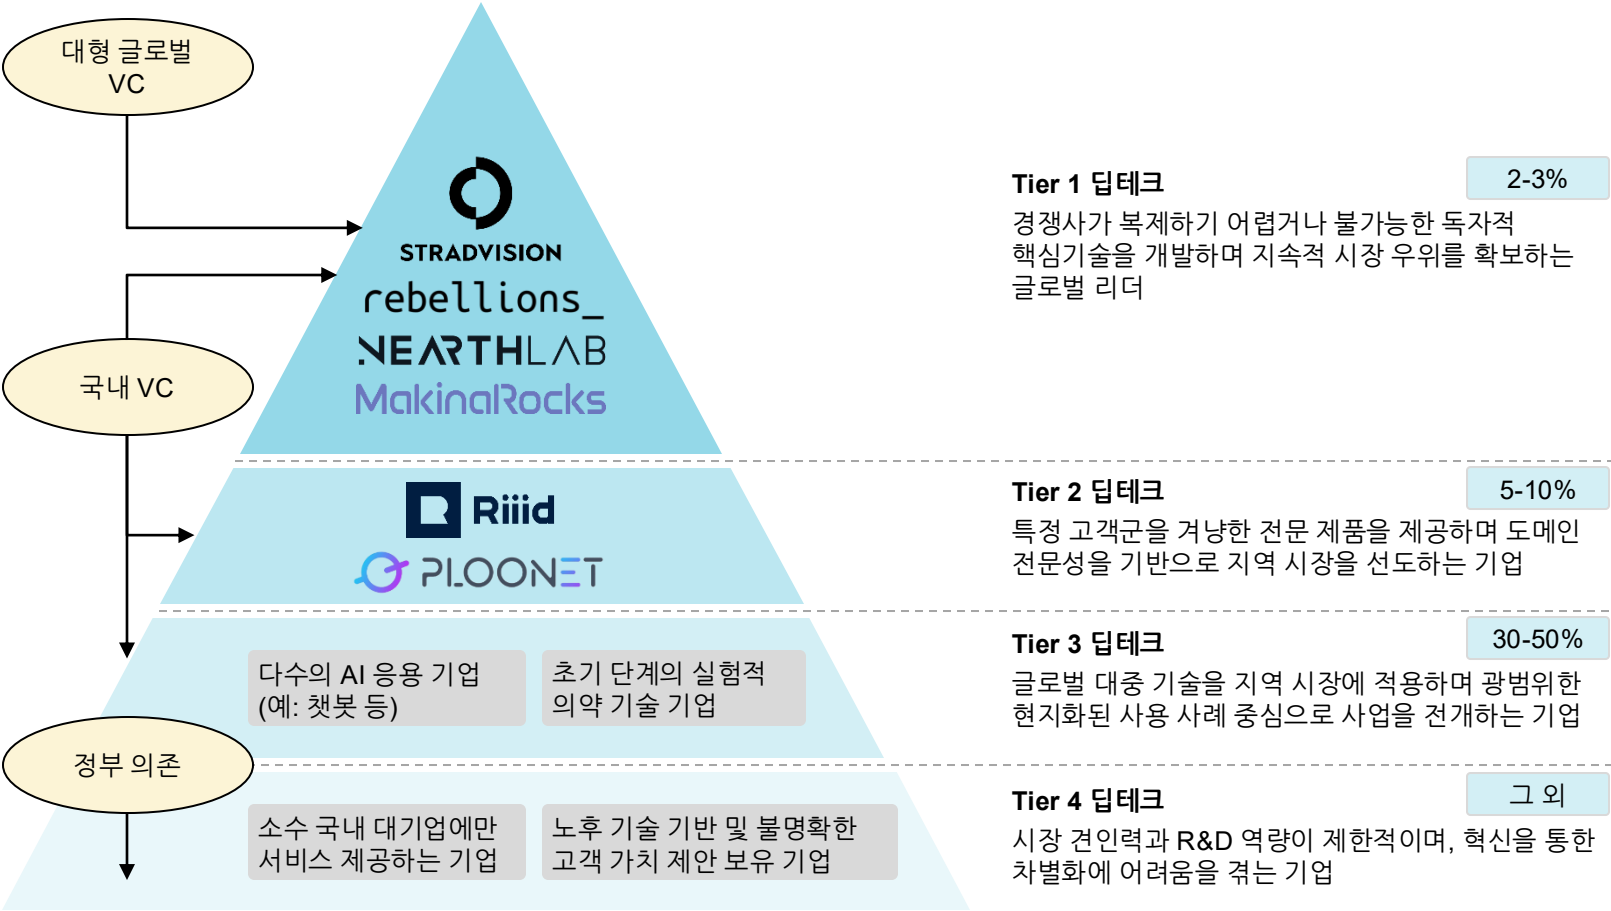 대형 글로벌
VC
국내 VC
정부 의존
STRADVISION
rebellions_
NEARTHLAB
MakinaRocks
Riiid
PLOONET
다수의 AI 응용 기업
(예: 챗봇 등)
초기 단계의 실험적
의약 기술 기업
소수 국내 대기업에만
서비스 제공하는 기업
노후 기술 기반 및 불명확한
고객 가치 제안 보유 기업
Tier 1 딥테크
2-3%
경쟁사가 복제하기 어렵거나 불가능한 독자적
핵심기술을 개발하며 지속적 시장 우위를 확보하는
글로벌 리더
Tier 2 딥테크
5-10%
특정 고객군을 겨냥한 전문 제품을 제공하며 도메인
전문성을 기반으로 지역 시장을 선도하는 기업
Tier 3 딥테크
30-50%
글로벌 대중 기술을 지역 시장에 적용하며 광범위한
현지화된 사용 사례 중심으로 사업을 전개하는 기업
Tier 4 딥테크
그 외
시장 견인력과 R&D 역량이 제한적이며, 혁신을 통한
차별화에 어려움을 겪는 기업